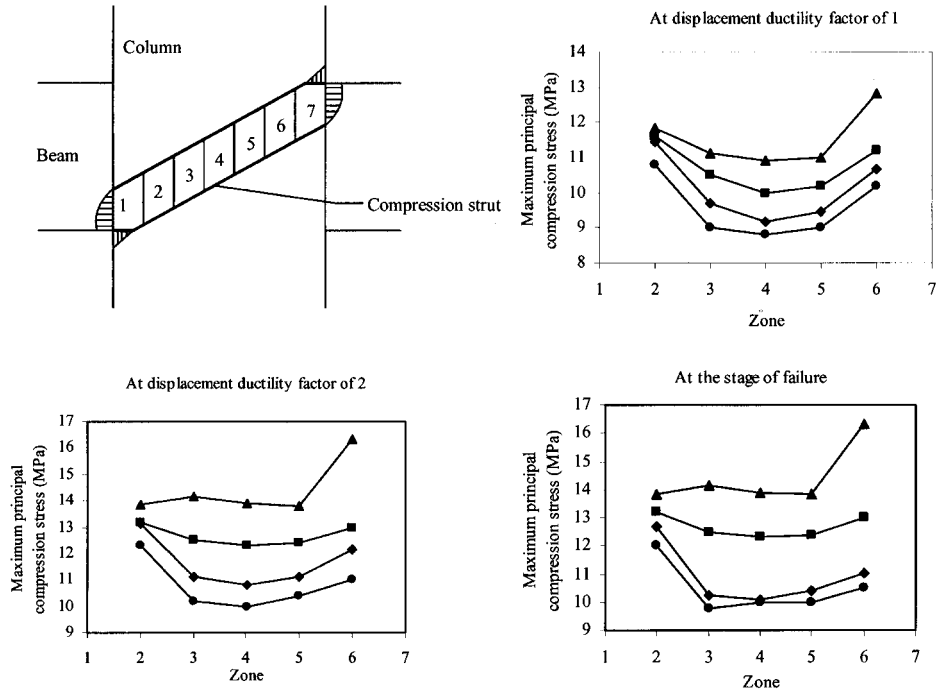 Column
Beam
1
2
3
4
5
6
7
Compression strut
At displacement ductility factor of 1
Maximum principal
compression stress (MPa)
14
13
12
11
10
9
8
1 2 3 4 5 6 7
Zone
At displacement ductility factor of 2
Maximum principal
compression stress (MPa)
17
16
15
14
13
12
11
10
9
1 2 3 4 5 6 7
Zone
At the stage of failure
Maximum principal
compression stress (MPa)
17
16
15
14
13
12
11
10
9
1 2 3 4 5 6 7
Zone